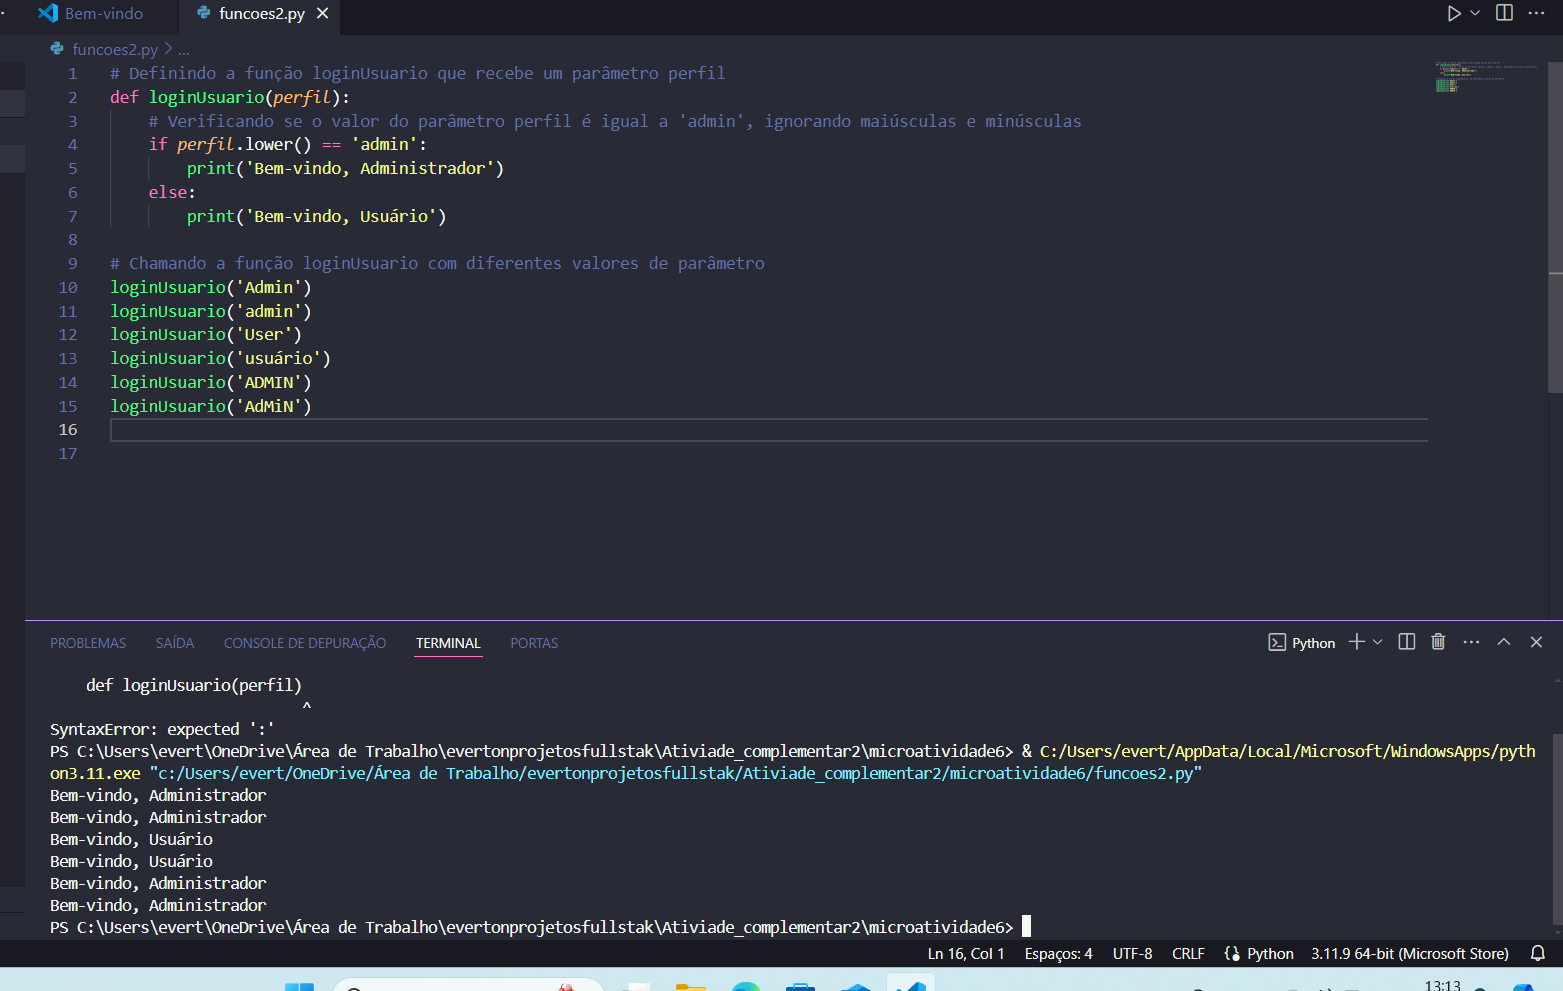 Bem-vindo
funcoes2.py
funcoes2.py > ...
1 # Definindo a função loginUsuario que recebe um parâmetro perfil
2 def loginUsuario(perfil):
3 # Verificando se o valor do parâmetro perfil é igual a 'admin', ignorando maiúsculas e minúsculas
4 if perfil.lower() == 'admin':
5 print('Bem-vindo, Administrador')
6 else:
7 print('Bem-vindo, Usuário')
8
9 # Chamando a função loginUsuario com diferentes valores de parâmetro
10 loginUsuario('Admin')
11 loginUsuario('admin')
12 loginUsuario('User')
13 loginUsuario('usuário')
14 loginUsuario('ADMIN')
15 loginUsuario('AdMiN')
16
17
PROBLEMAS SAÍDA CONSOLE DE DEPURAÇÃO TERMINAL PORTAS Python
def loginUsuario(perfil)
^
SyntaxError: expected ':'
PS C:\Users\evert\OneDrive\Área de Trabalho\evertonprojetosfullstak\Ativiade_complementar2\microatividade6> & C:/Users/evert/AppData/Local/Microsoft/WindowsApps/pyth
on3.11.exe "c:/Users/evert/OneDrive/Área de Trabalho/evertonprojetosfullstak/Ativiade_complementar2/microatividade6/funcoes2.py"
Bem-vindo, Administrador
Bem-vindo, Administrador
Bem-vindo, Usuário
Bem-vindo, Usuário
Bem-vindo, Administrador
Bem-vindo, Administrador
PS C:\Users\evert\OneDrive\Área de Trabalho\evertonprojetosfullstak\Ativiade_complementar2\microatividade6>
Ln 16, Col 1 Espaços: 4 UTF-8 CRLF Python 3.11.9 64-bit (Microsoft Store)
13:13